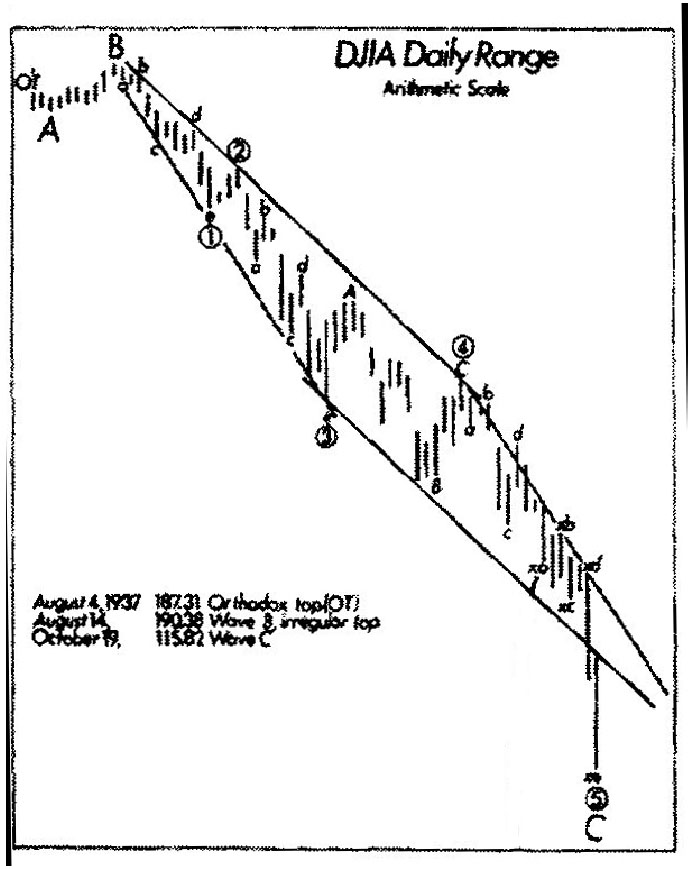 DJIA Daily Range
Arithmetic Scale
B
OT
b
a
A
d
c
②
b
①
a
d
A
c
④
C
e
③
b
a
d
B
c
xb
xa
xd
xc
August 4, 1937 187.31 Orthodox top(OT)
August 14, 190.38 Wave B irregular top
October 19, 115.82 Wave C
xe
⑤
C